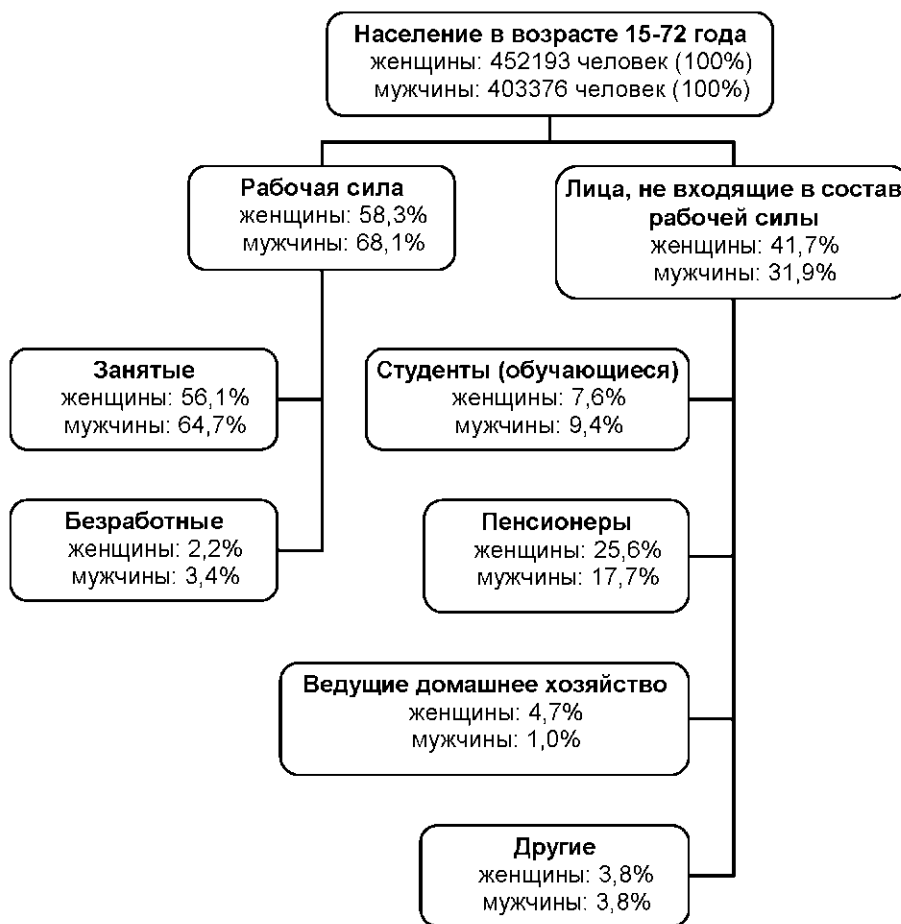 Население в возрасте 15-72 года
женщины: 452193 человек (100%)
мужчины: 403376 человек (100%)
Рабочая сила
женщины: 58,3%
мужчины: 68,1%
Лица, не входящие в состав
рабочей силы
женщины: 41,7%
мужчины: 31,9%
Занятые
женщины: 56,1%
мужчины: 64,7%
Студенты (обучающиеся)
женщины: 7,6%
мужчины: 9,4%
Безработные
женщины: 2,2%
мужчины: 3,4%
Пенсионеры
женщины: 25,6%
мужчины: 17,7%
Ведущие домашнее хозяйство
женщины: 4,7%
мужчины: 1,0%
Другие
женщины: 3,8%
мужчины: 3,8%